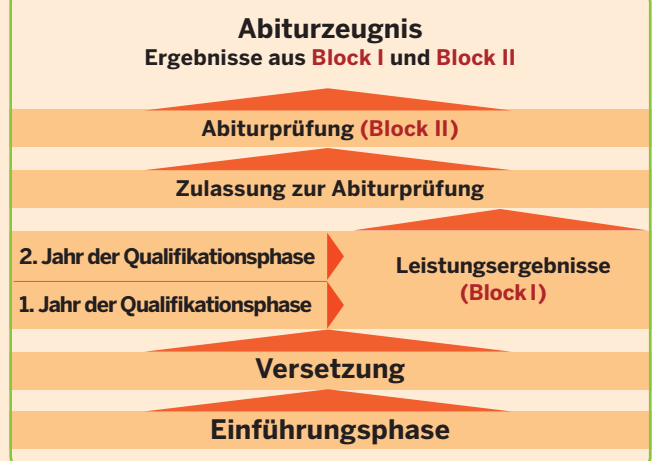 Abiturzeugnis
Ergebnisse aus Block I und Block II
Abiturprüfung (Block II)
Zulassung zur Abiturprüfung
2. Jahr der Qualifikationsphase
1. Jahr der Qualifikationsphase
Leistungsergebnisse
(Block I)
Versetzung
Einführungsphase